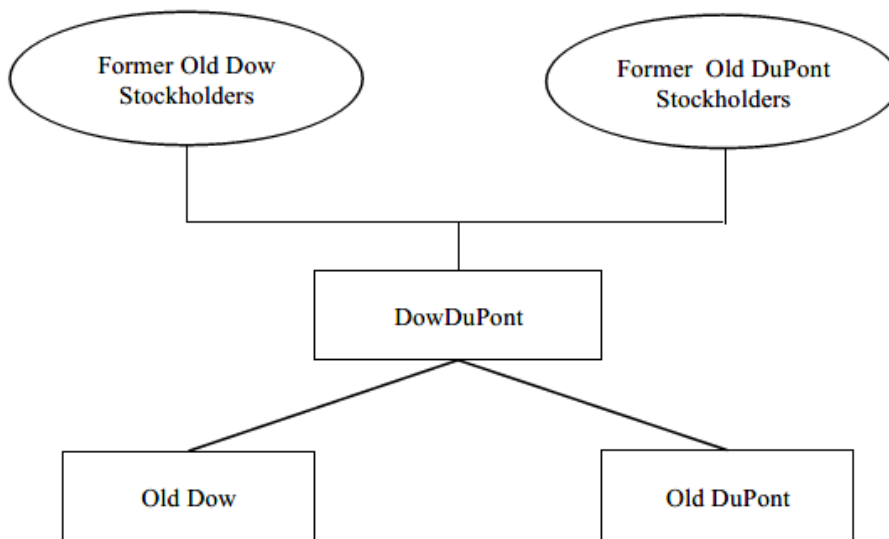 Former Old Dow
Stockholders
Former Old DuPont
Stockholders
DowDuPont
Old Dow
Old DuPont